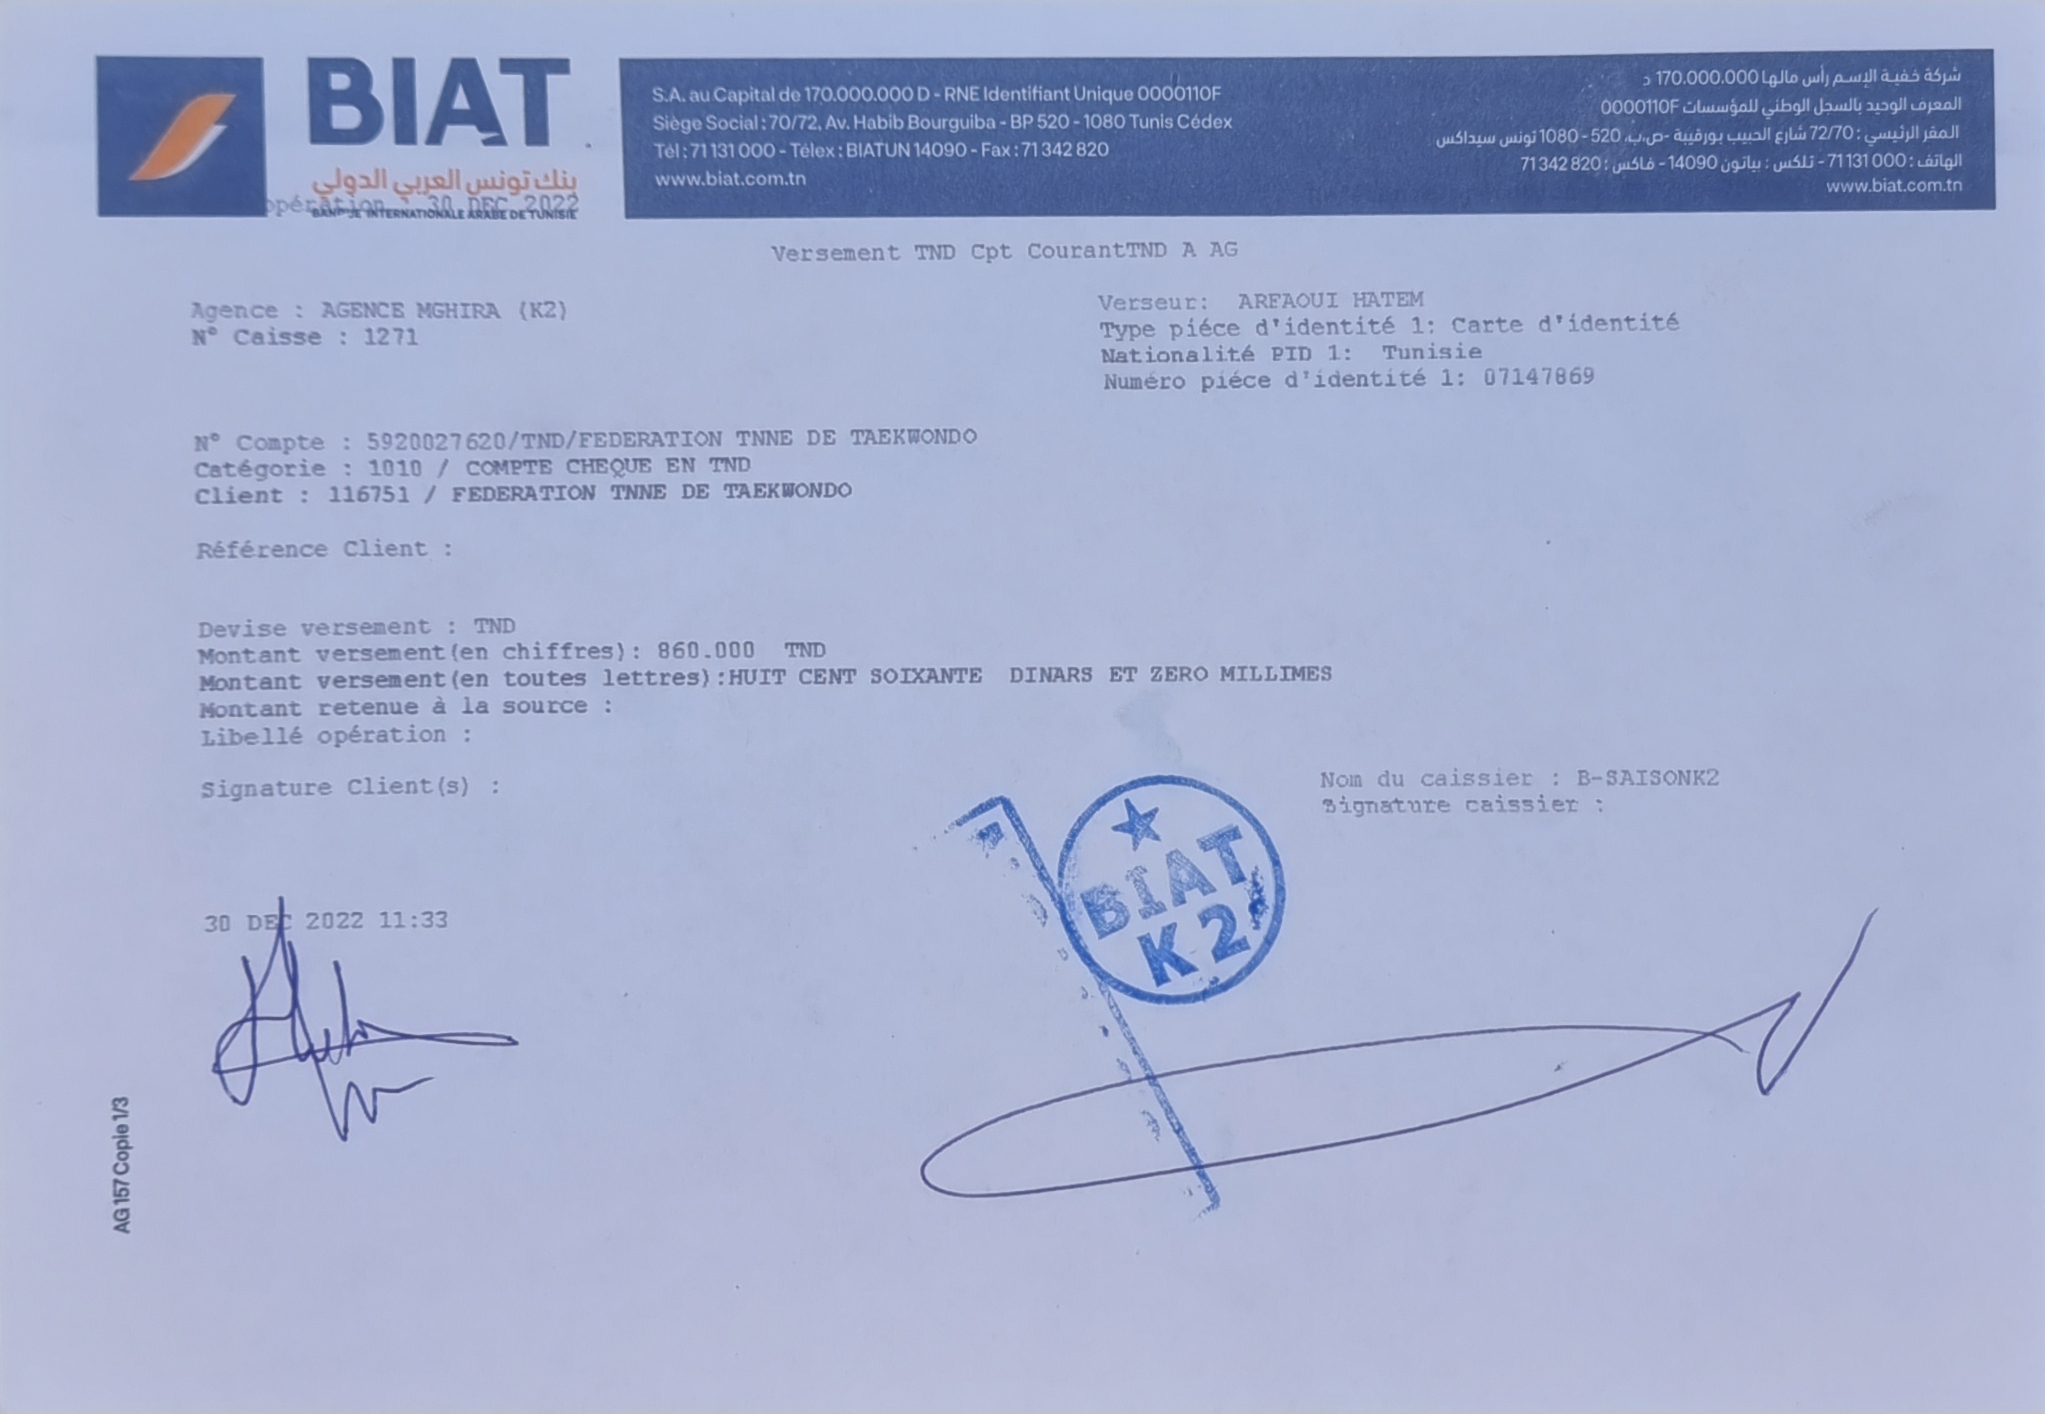 BIAT
بنك تونس العربي الدولي
BANQUE INTERNATIONALE ARABE DE TUNISIE
opération : 30 DEC 2022
S.A. au Capital de 170.000.000 D - RNE Identifiant Unique 0000110F
Siège Social : 70/72, Av. Habib Bourguiba - BP 520 - 1080 Tunis Cédex
Tél : 71 131 000 - Télex : BIATUN 14090 - Fax : 71 342 820
www.biat.com.tn
شركة خفية الإسم رأس مالها 170.000.000 د
المعرف الوحيد بالسجل الوطني للمؤسسات 0000110F
المقر الرئيسي : 72/70 شارع الحبيب بورقيبة -ص.ب. 520 - 1080 تونس سيداكس
الهاتف : 71 131 000 - تلكس : بياتون 14090 - فاكس : 71 342 820
www.biat.com.tn
Versement TND Cpt CourantTND A AG
Agence : AGENCE MGHIRA (K2)
N° Caisse : 1271
Verseur: ARFAOUI HATEM
Type piéce d'identité 1: Carte d'identité
Nationalité PID 1: Tunisie
Numéro piéce d'identité 1: 07147869
N° Compte : 5920027620/TND/FEDERATION TNNE DE TAEKWONDO
Catégorie : 1010 / COMPTE CHEQUE EN TND
Client : 116751 / FEDERATION TNNE DE TAEKWONDO
Référence Client :
Devise versement : TND
Montant versement(en chiffres): 860.000 TND
Montant versement(en toutes lettres):HUIT CENT SOIXANTE DINARS ET ZERO MILLIMES
Montant retenue à la source :
Libellé opération :
Signature Client(s) :
Nom du caissier : B-SAISONK2
Signature caissier :
BIAT
K2
30 DEC 2022 11:33
AG 157 Copie 1/3